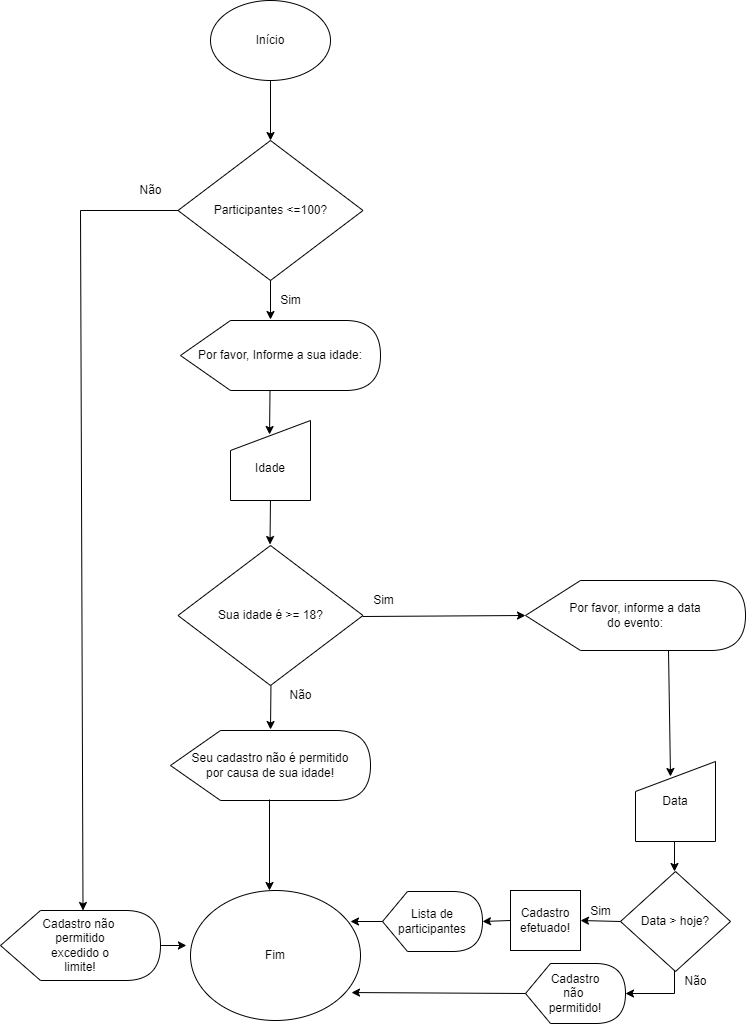 Início
Não
Participantes <=100?
Sim
Por favor, Informe a sua idade:
Idade
Sua idade é >= 18?
Sim
Por favor, informe a data
do evento:
Não
Seu cadastro não é permitido
por causa de sua idade!
Data
Cadastro não
permitido
excedido o
limite!
Fim
Lista de
participantes
Cadastro
efetuado!
Sim
Data > hoje?
Não
Cadastro
não
permitido!